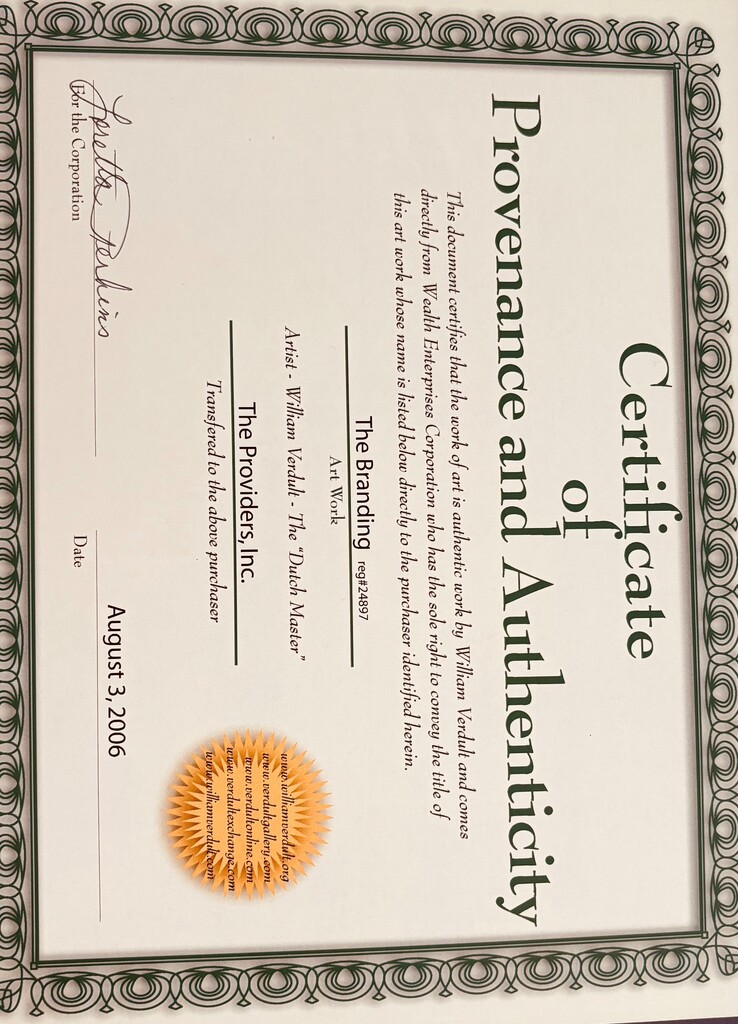 Certificate
of
Provenance and Authenticity
This document certifies that the work of art is authentic work by William Verdult and comes
directly from Wealth Enterprises Corporation who has the sole right to convey the title of
this art work whose name is listed below directly to the purchaser identified herein.
The Branding reg#24897
Art Work
Artist - William Verdult - The "Dutch Master"
The Providers, Inc.
Transfered to the above purchaser
Loretta Perkins
For the Corporation
August 3, 2006
Date
www.williamverdult.org
www.verdultgallery.com
www.verdultonline.com
www.verdultexchange.com
www.williamverdult.com